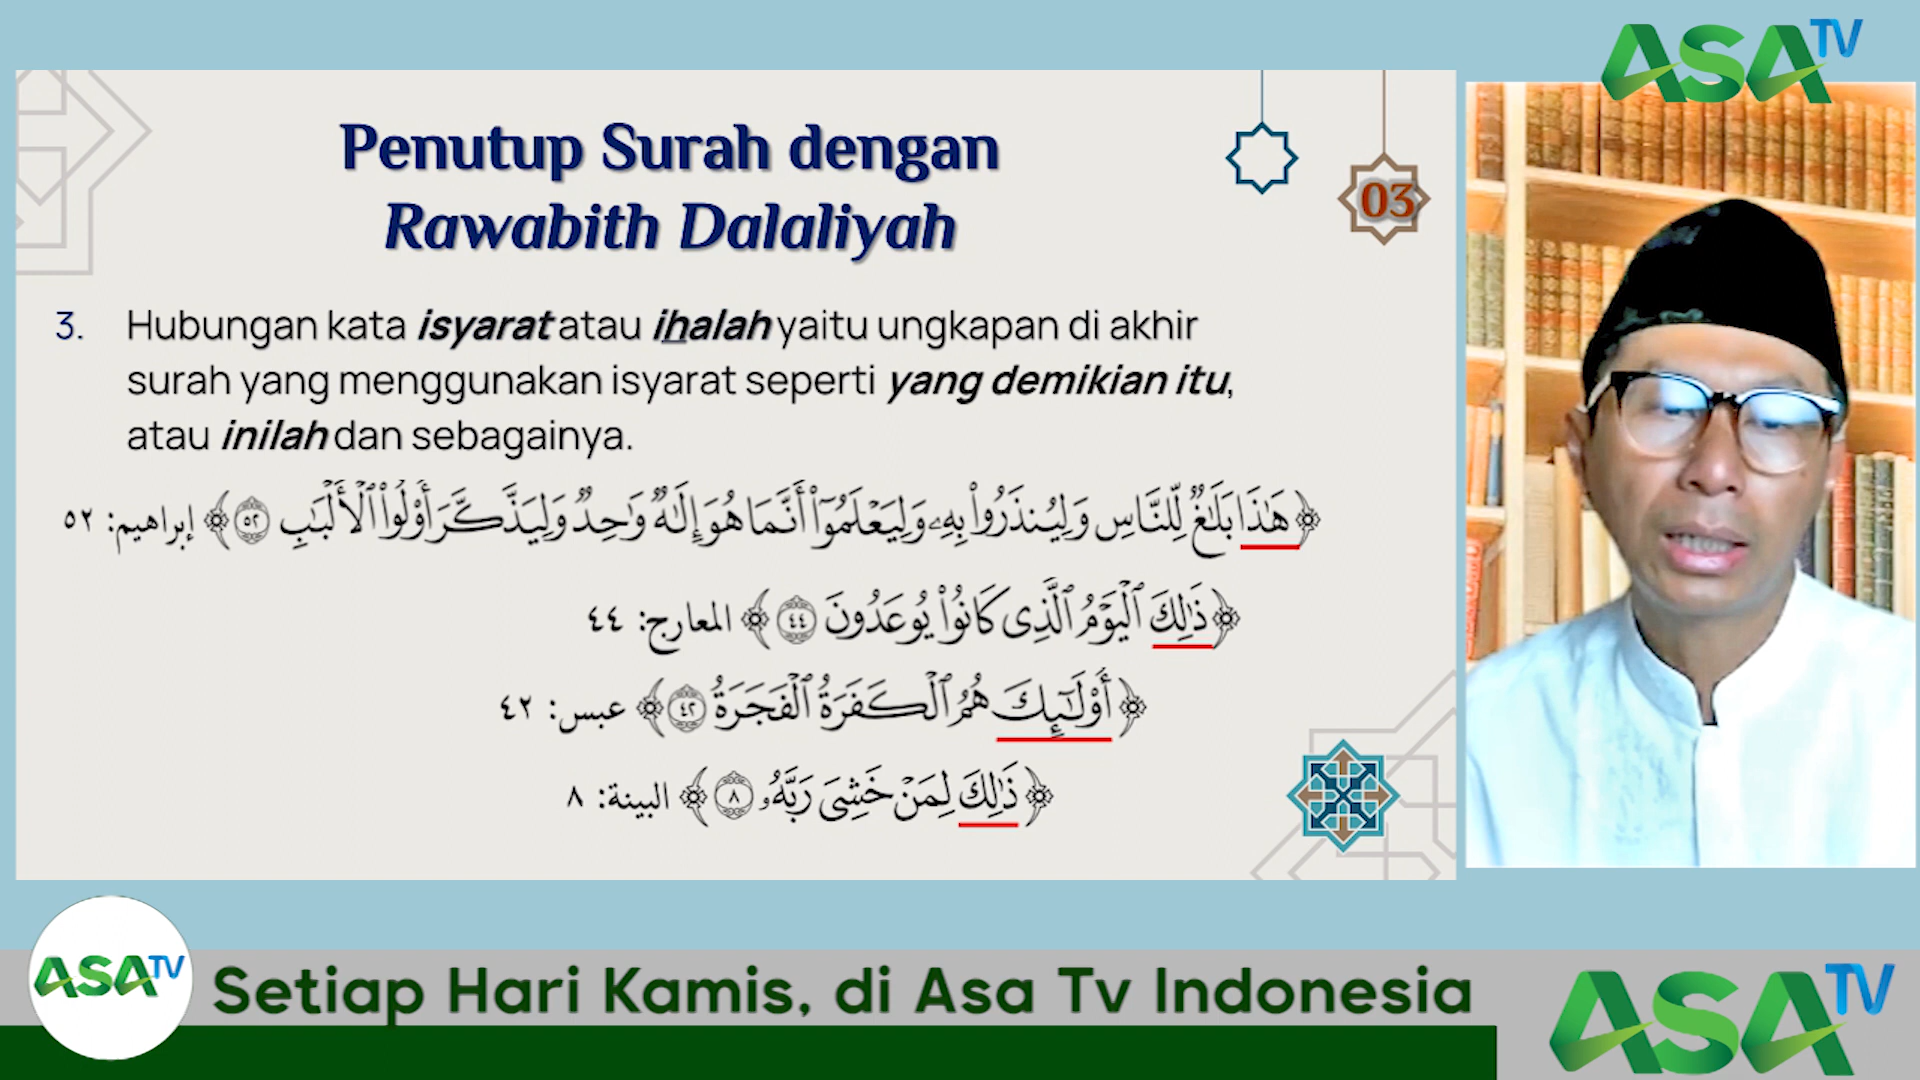 ASA TV
Penutup Surah dengan
Rawabith Dalaliyah
03
3. Hubungan kata isyarat atau ihalah yaitu ungkapan di akhir
surah yang menggunakan isyarat seperti yang demikian itu,
atau inilah dan sebagainya.
﴿هَٰذَا بَلَٰغٌ لِّلنَّاسِ وَلِيُنذَرُوا۟ بِهِۦ وَلِيَعْلَمُوٓا۟ أَنَّمَا هُوَ إِلَٰهٌ وَٰحِدٌ وَلِيَذَّكَّرَ أُو۟لُوا۟ ٱلْأَلْبَٰبِ ٥٢﴾ إبراهيم: ٥٢
﴿ذَٰلِكَ ٱلْيَوْمُ ٱلَّذِى كَانُوا۟ يُوعَدُونَ ٤٤﴾ المعارج: ٤٤
﴿أُو۟لَٰٓئِكَ هُمُ ٱلْكَفَرَةُ ٱلْفَجَرَةُ ٤٢﴾ عبس: ٤٢
﴿ذَٰلِكَ لِمَنْ خَشِىَ رَبَّهُۥ ٨﴾ البينة: ٨
ASA TV
Setiap Hari Kamis, di Asa Tv Indonesia
ASA TV